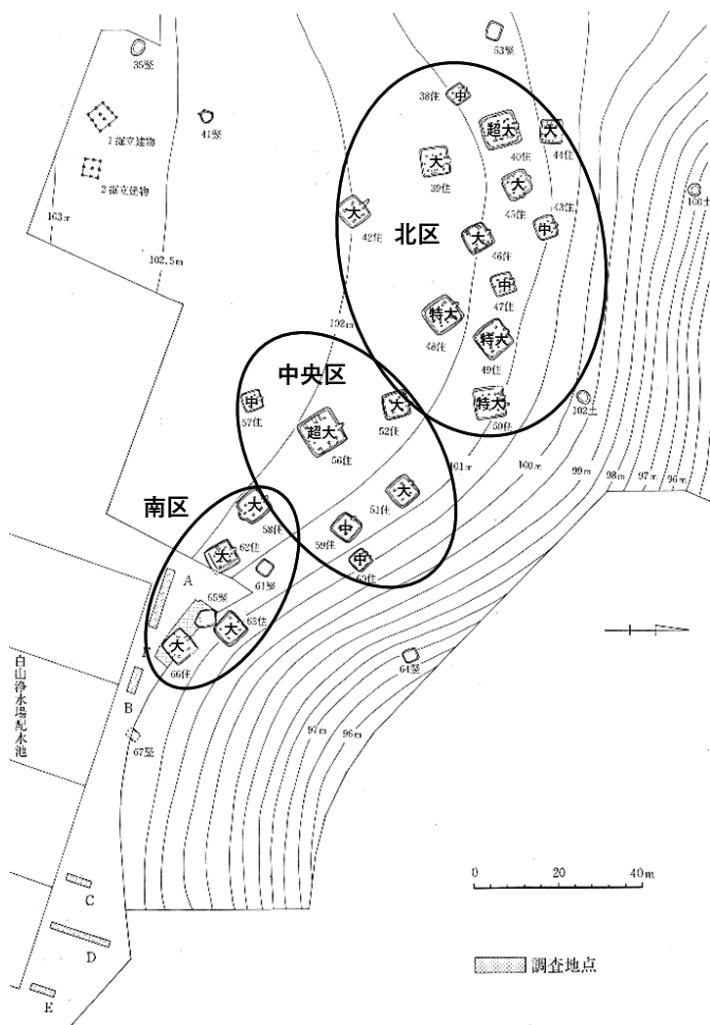 35竪
53竪
38住
中
1掘立建物
41竪
超大
40住
大
44住
2掘立建物
大
39住
大
45住
100土
103m
大
42住
北区
43住
中
大
46住
102.5m
中
47住
102m
特大
48住
特大
49住
中央区
特大
50住
102土
中
57住
大
52住
超大
56住
101m
100m
99m
98m
97m
96m
南区
大
58住
大
51住
中
59住
中
60住
大
62住
61竪
A
65竪
大
63住
大
66住
F
64竪
白山浄水場配水池
B
67竪
97m
96m
0 20 40m
C
D
調査地点
E